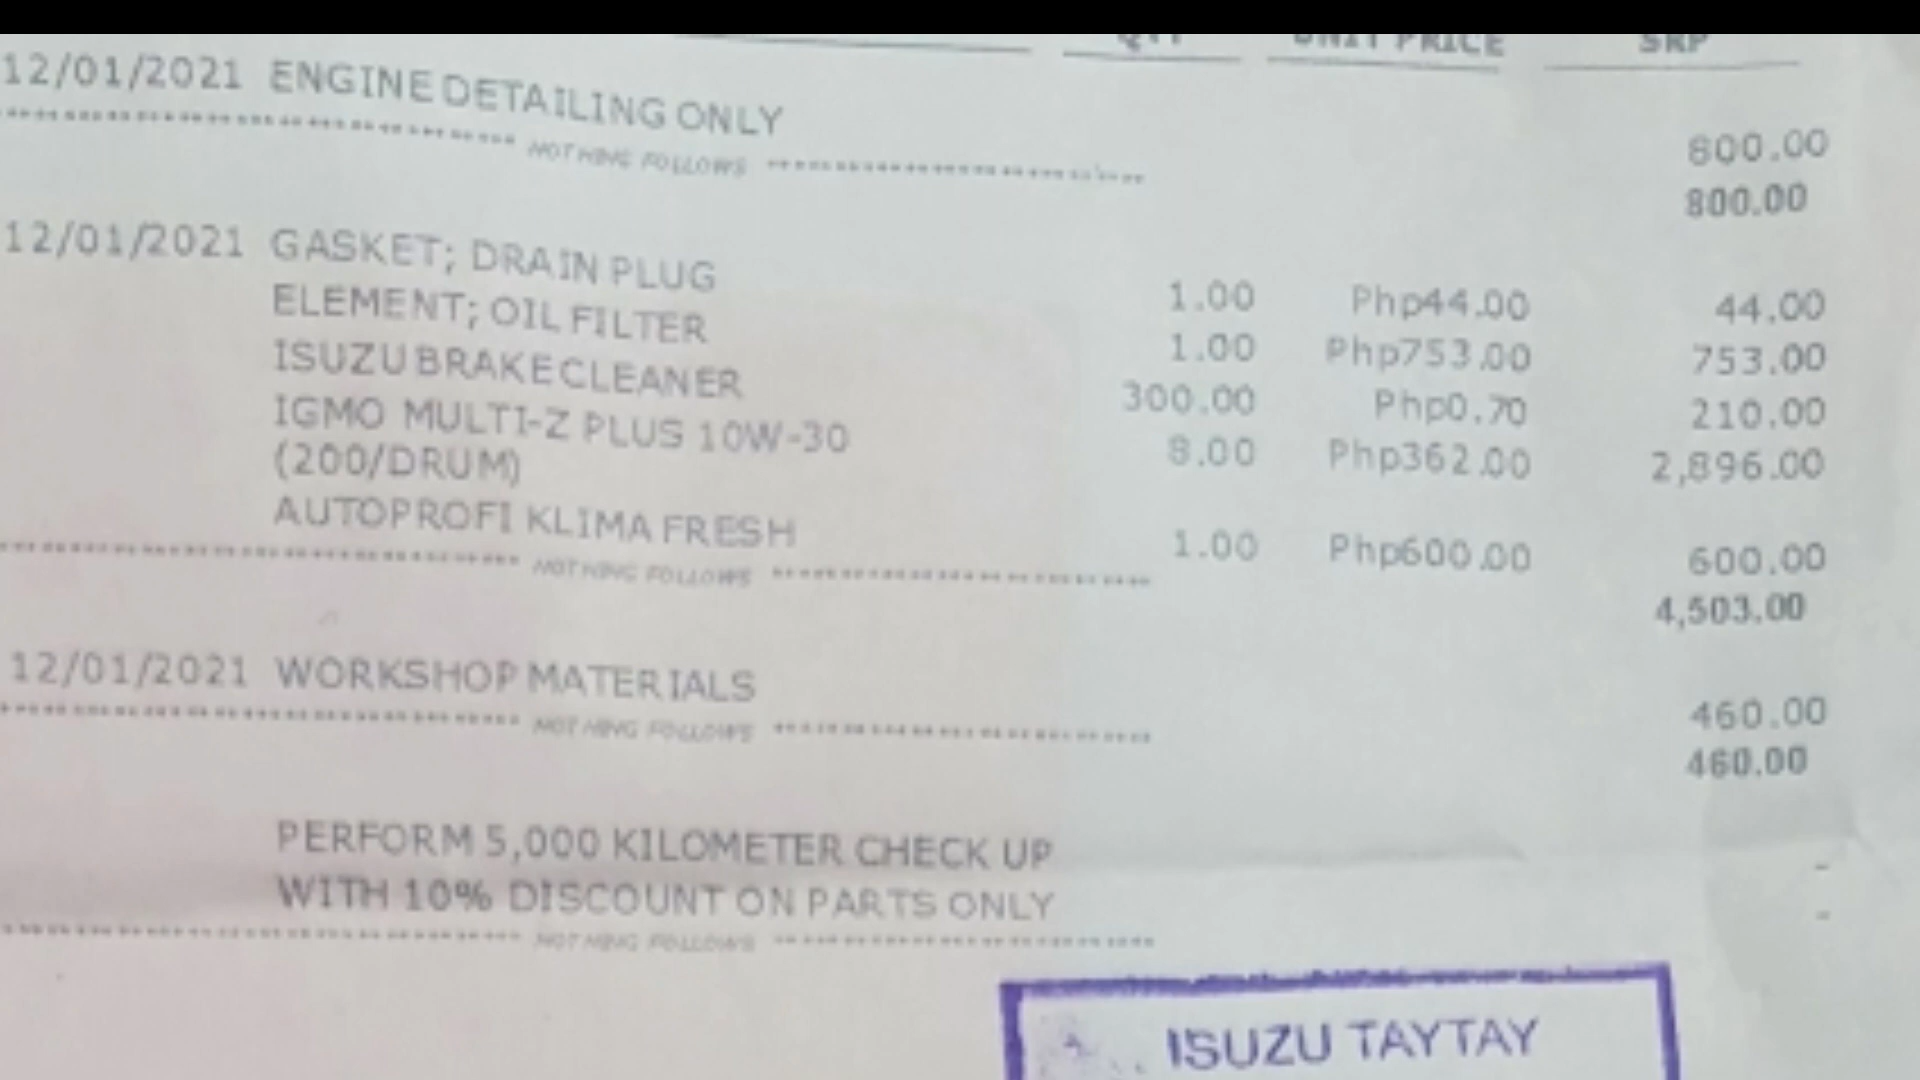 QTY UNIT PRICE SRP
12/01/2021 ENGINE DETAILING ONLY 800.00
NOTHING FOLLOWS
800.00
12/01/2021 GASKET; DRAIN PLUG 1.00 Php44.00 44.00
ELEMENT; OIL FILTER 1.00 Php753.00 753.00
ISUZU BRAKE CLEANER 300.00 Php0.70 210.00
IGMO MULTI-Z PLUS 10W-30 8.00 Php362.00 2,896.00
(200/DRUM)
AUTOPROFI KLIMA FRESH 1.00 Php600.00 600.00
NOTHING FOLLOWS
4,503.00
12/01/2021 WORKSHOP MATERIALS 460.00
NOTHING FOLLOWS
460.00
PERFORM 5,000 KILOMETER CHECK UP -
WITH 10% DISCOUNT ON PARTS ONLY -
NOTHING FOLLOWS
ISUZU TAYTAY